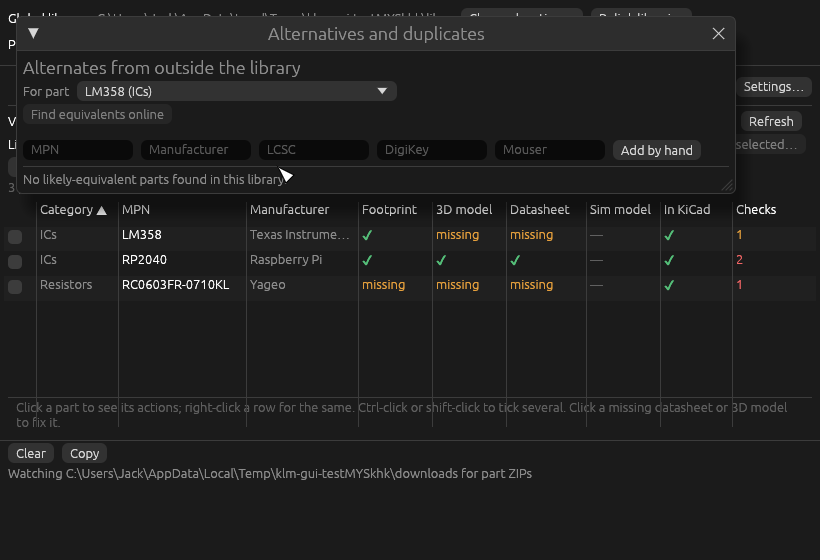 Alternatives and duplicates
Alternates from outside the library
For part LM358 (ICs)
Find equivalents online
MPN Manufacturer LCSC DigiKey Mouser Add by hand
No likely-equivalent parts found in this library.
Settings...
Refresh
selected...
Category ▲ MPN Manufacturer Footprint 3D model Datasheet Sim model In KiCad Checks
ICs LM358 Texas Instrume... ✓ missing missing — ✓ 1
ICs RP2040 Raspberry Pi ✓ ✓ ✓ — ✓ 2
Resistors RC0603FR-0710KL Yageo missing missing missing — ✓ 1
Click a part to see its actions; right-click a row for the same. Ctrl-click or shift-click to tick several. Click a missing datasheet or 3D model
to fix it.
Clear Copy
Watching C:\Users\Jack\AppData\Local\Temp\klm-gui-testMYSkhk\downloads for part ZIPs